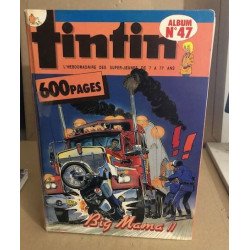 ALBUM
N°47
tintin
L'HEBDOMADAIRE DES SUPER-JEUNES DE 7 A 77 ANS
600 PAGES
!!
Big Mama !!